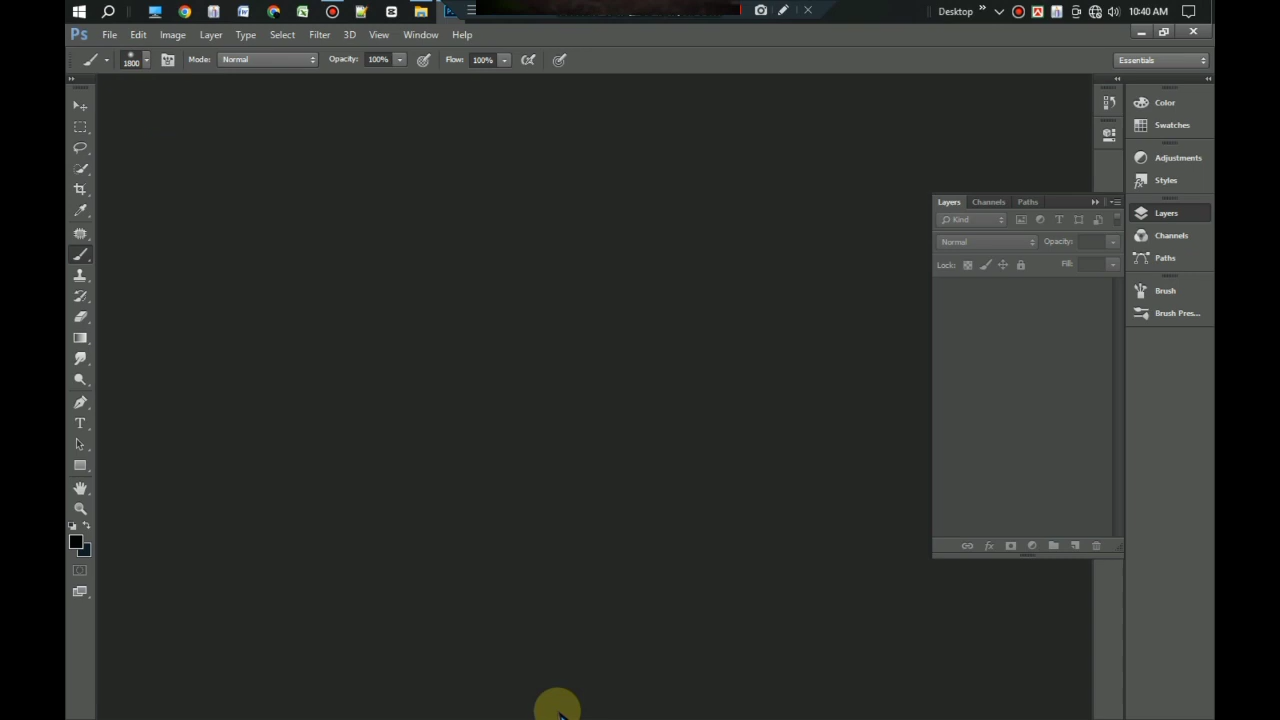 Desktop
10:40 AM
Ps File Edit Image Layer Type Select Filter 3D View Window Help
1800 Mode: Normal Opacity: 100% Flow: 100% Essentials
Color
Swatches
Adjustments
Styles
Layers
Channels
Paths
Brush
Brush Pres...
Layers Channels Paths
Kind
Normal Opacity:
Lock: Fill: